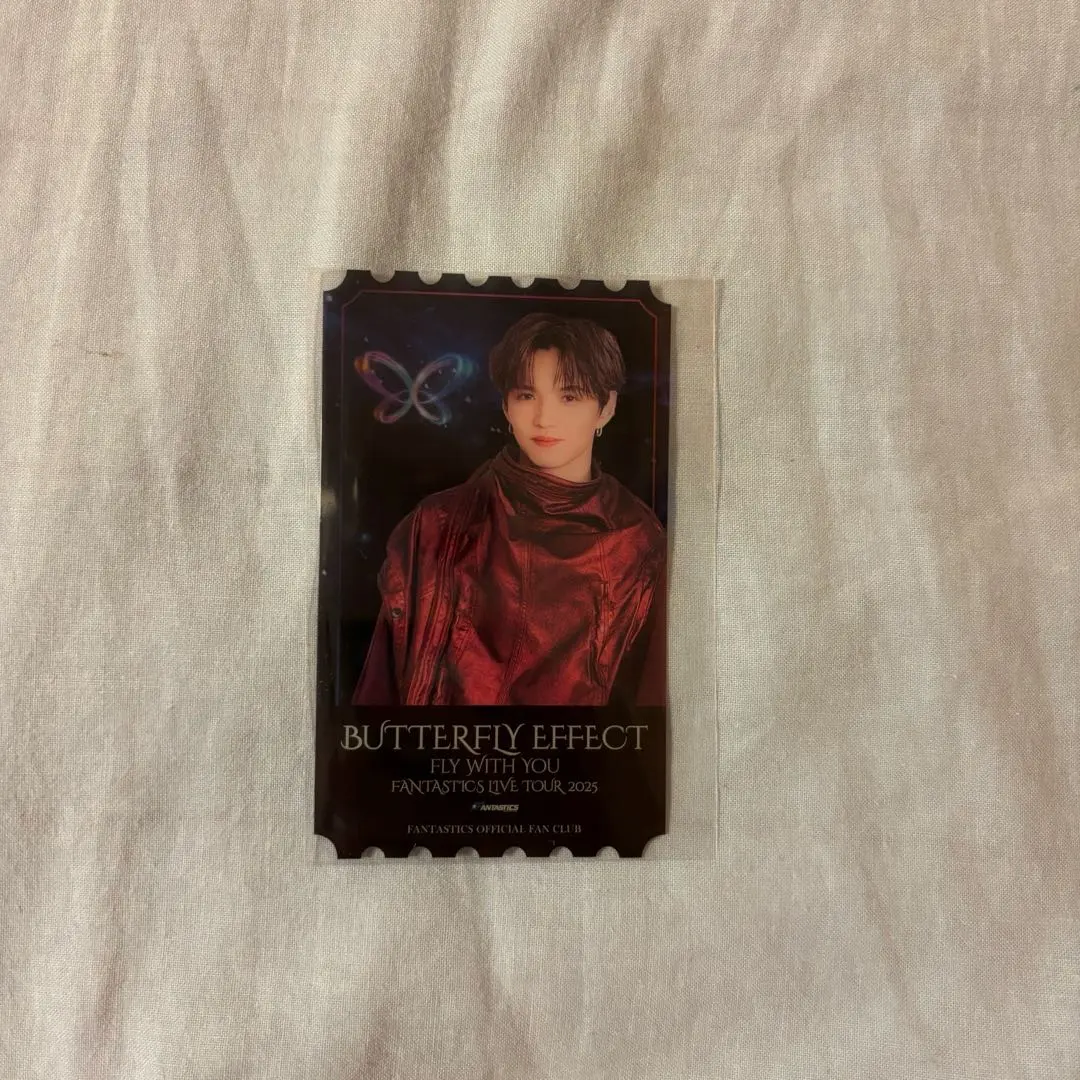 BUTTERFLY EFFECT
FLY WITH YOU
FANTASTICS LIVE TOUR 2025
FANTASTICS
FANTASTICS OFFICIAL FAN CLUB